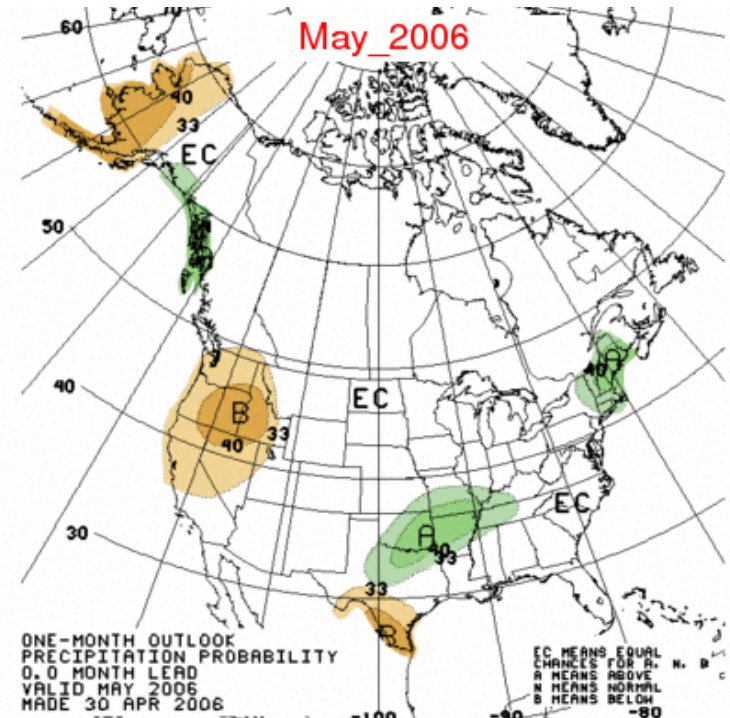 May_2006
60
70
40
33
EC
50
40
A
40
B
EC
33
40
30
A
40
33
EC
33
B
ONE-MONTH OUTLOOK
PRECIPITATION PROBABILITY
0.0 MONTH LEAD
VALID MAY 2006
MADE 30 APR 2006
EC MEANS EQUAL
CHANCES FOR A, N, B
A MEANS ABOVE
N MEANS NORMAL
B MEANS BELOW
-100
-90
-80